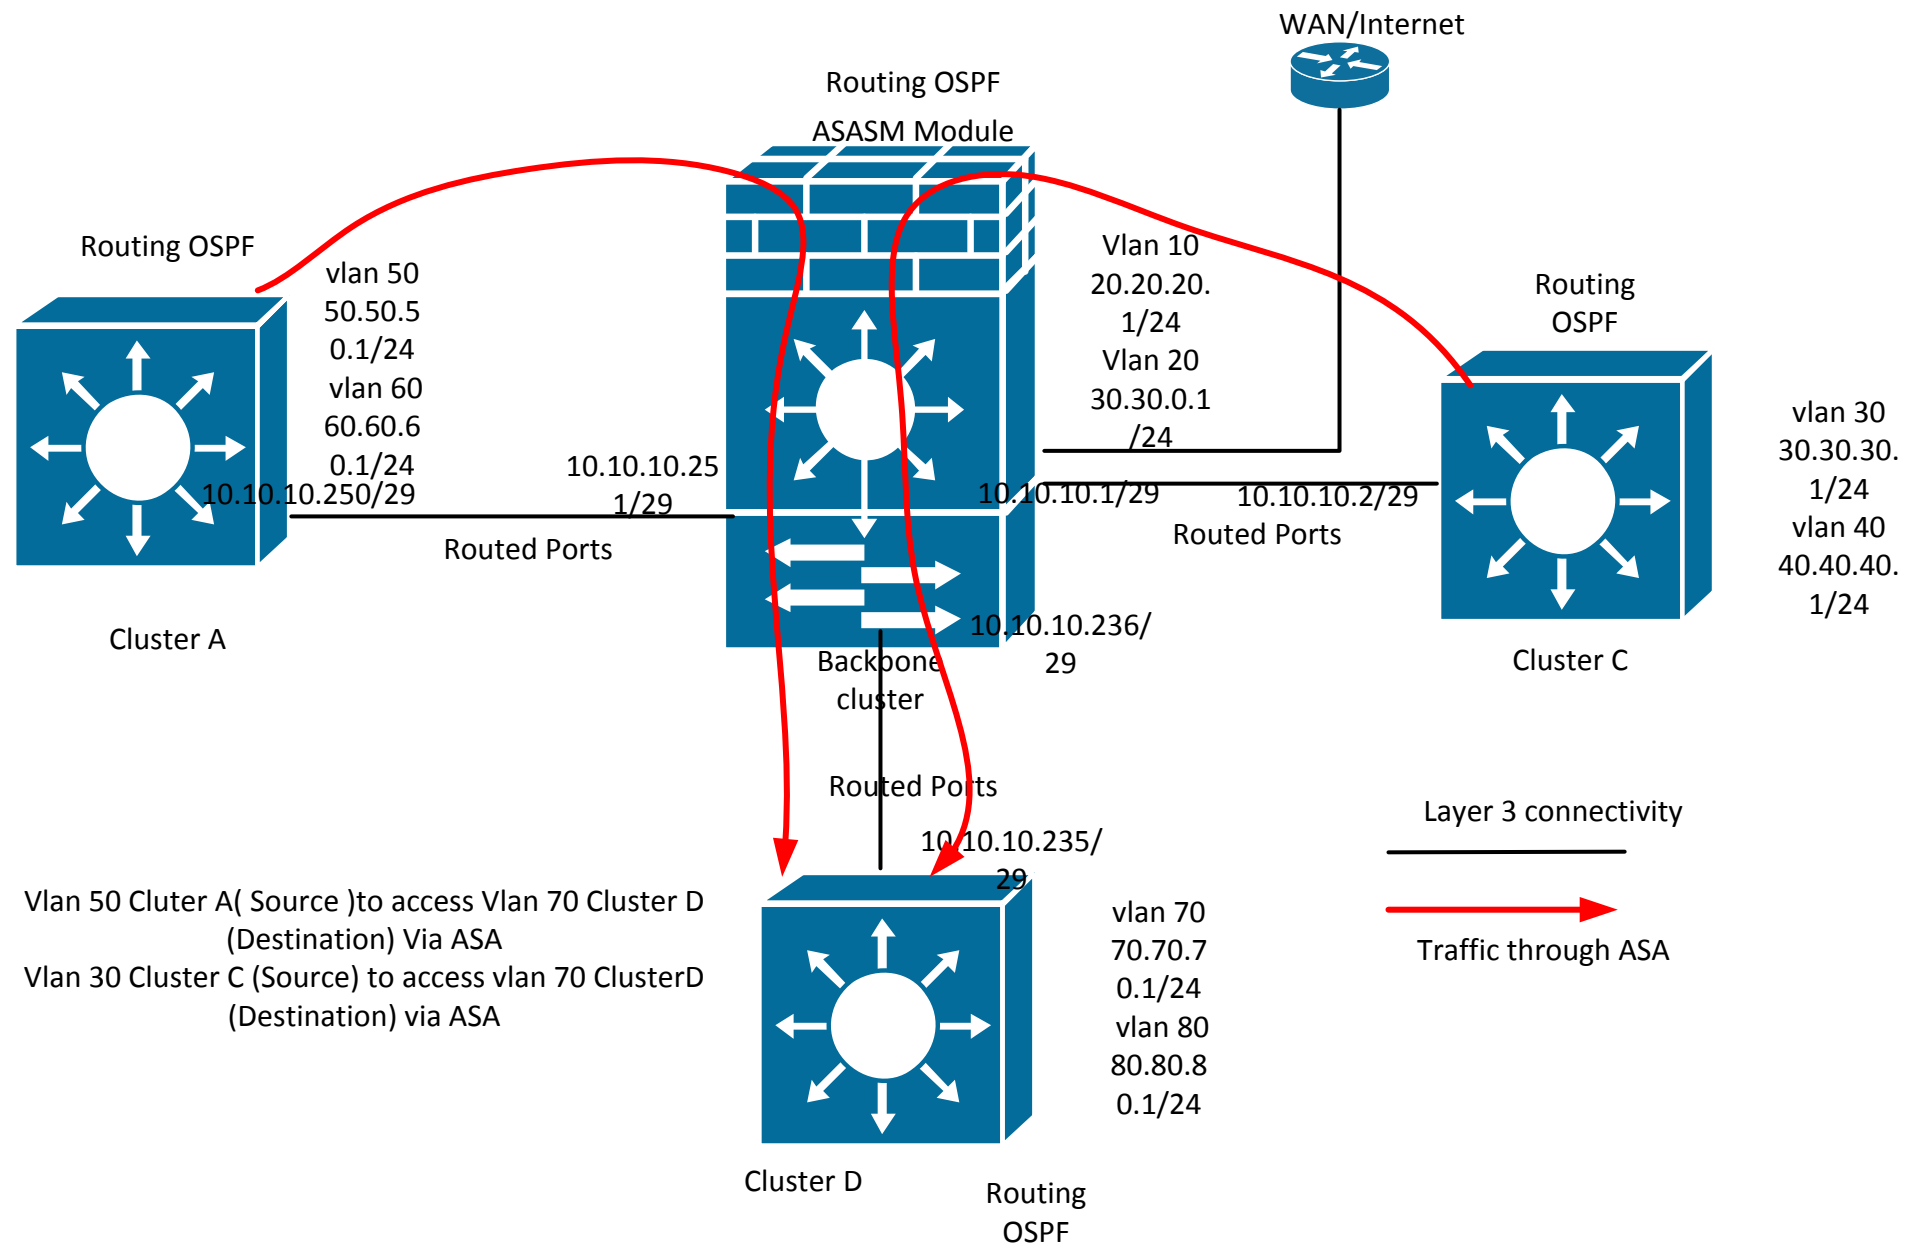 WAN/Internet
Routing OSPF
ASASM Module
Routing OSPF
vlan 50
50.50.5
0.1/24
vlan 60
60.60.6
0.1/24
10.10.10.250/29
10.10.10.25
1/29
Routed Ports
Cluster A
Vlan 10
20.20.20.
1/24
Vlan 20
30.30.0.1
/24
10.10.10.1/29
10.10.10.2/29
Routed Ports
Routing
OSPF
vlan 30
30.30.30.
1/24
vlan 40
40.40.40.
1/24
Cluster C
10.10.10.236/
29
Backbone
cluster
Routed Ports
10.10.10.235/
29
Layer 3 connectivity
Traffic through ASA
Vlan 50 Cluter A( Source )to access Vlan 70 Cluster D
(Destination) Via ASA
Vlan 30 Cluster C (Source) to access vlan 70 ClusterD
(Destination) via ASA
vlan 70
70.70.7
0.1/24
vlan 80
80.80.8
0.1/24
Cluster D
Routing
OSPF